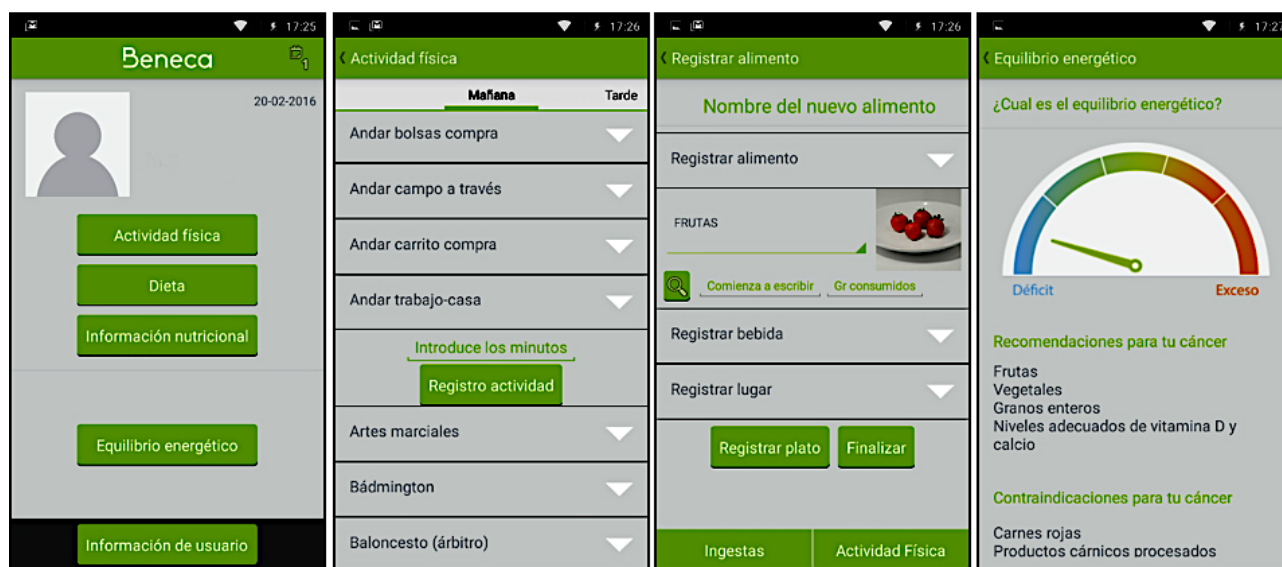 17:25
Beneca
1
20-02-2016
Actividad física
Dieta
Información nutricional
Equilibrio energético
Información de usuario
17:26
Actividad física
Mañana Tarde
Andar bolsas compra
Andar campo a través
Andar carrito compra
Andar trabajo-casa
Introduce los minutos
Registro actividad
Artes marciales
Bádmington
Baloncesto (árbitro)
17:26
Registrar alimento
Nombre del nuevo alimento
Registrar alimento
FRUTAS
Comienza a escribir Gr consumidos
Registrar bebida
Registrar lugar
Registrar plato Finalizar
Ingestas Actividad Física
17:27
Equilibrio energético
¿Cual es el equilibrio energético?
Déficit Exceso
Recomendaciones para tu cáncer
Frutas
Vegetales
Granos enteros
Niveles adecuados de vitamina D y
calcio
Contraindicaciones para tu cáncer
Carnes rojas
Productos cárnicos procesados